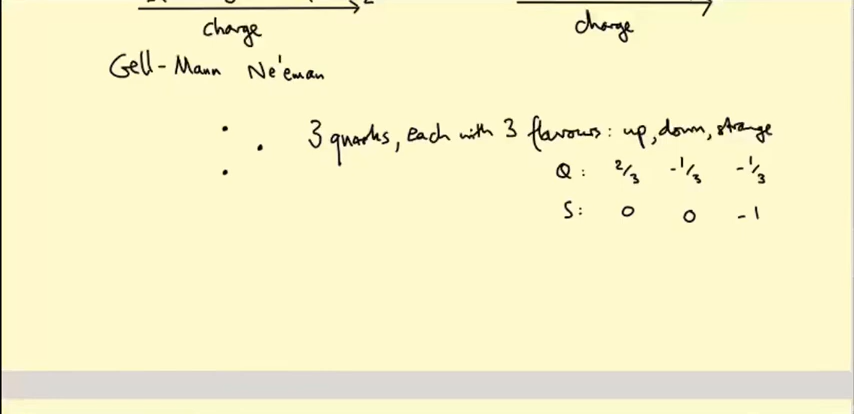 charge charge
Gell-Mann Ne'eman
3 quarks, each with 3 flavours: up, down, strange
Q: 2/3 -1/3 -1/3
S: 0 0 -1